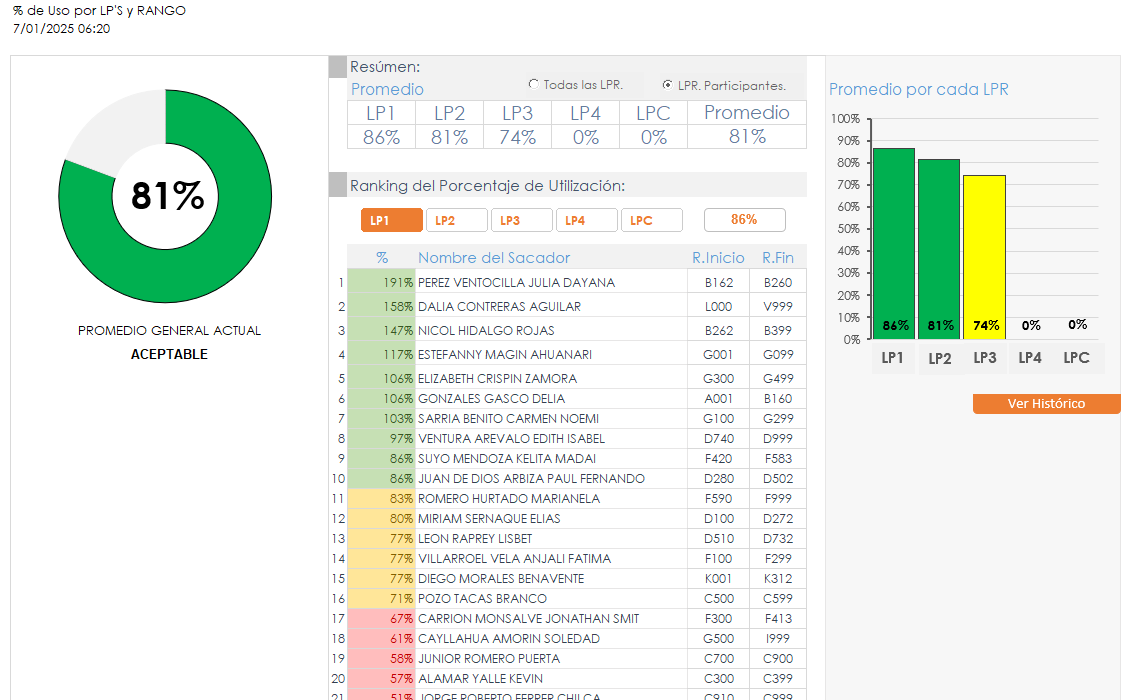 % de Uso por LP'S y RANGO
7/01/2025 06:20
81%
PROMEDIO GENERAL ACTUAL
ACEPTABLE
Resúmen:
Promedio
Todas las LPR.
LPR. Participantes.
LP1 LP2 LP3 LP4 LPC Promedio
86% 81% 74% 0% 0% 81%
Ranking del Porcentaje de Utilización:
LP1 LP2 LP3 LP4 LPC 86%
% Nombre del Sacador R.Inicio R.Fin
1 191% PEREZ VENTOCILLA JULIA DAYANA B162 B260
2 158% DALIA CONTRERAS AGUILAR L000 V999
3 147% NICOL HIDALGO ROJAS B262 B399
4 117% ESTEFANNY MAGIN AHUANARI G001 G099
5 106% ELIZABETH CRISPIN ZAMORA G300 G499
6 106% GONZALES GASCO DELIA A001 B160
7 103% SARRIA BENITO CARMEN NOEMI G100 G299
8 97% VENTURA AREVALO EDITH ISABEL D740 D999
9 86% SUYO MENDOZA KELITA MADAI F420 F583
10 86% JUAN DE DIOS ARBIZA PAUL FERNANDO D280 D502
11 83% ROMERO HURTADO MARIANELA F590 F999
12 80% MIRIAM SERNAQUE ELIAS D100 D272
13 77% LEON RAPREY LISBET D510 D732
14 77% VILLARROEL VELA ANJALI FATIMA F100 F299
15 77% DIEGO MORALES BENAVENTE K001 K312
16 71% POZO TACAS BRANCO C500 C599
17 67% CARRION MONSALVE JONATHAN SMIT F300 F413
18 61% CAYLLAHUA AMORIN SOLEDAD G500 I999
19 58% JUNIOR ROMERO PUERTA C700 C900
20 57% ALAMAR YALLE KEVIN C300 C399
21 51% JORGE ROBERTO FERRER CHILCA C910 C999
Promedio por cada LPR
100%
90%
80%
70%
60%
50%
40%
30%
20%
10%
0%
86% 81% 74% 0% 0%
LP1 LP2 LP3 LP4 LPC
Ver Histórico